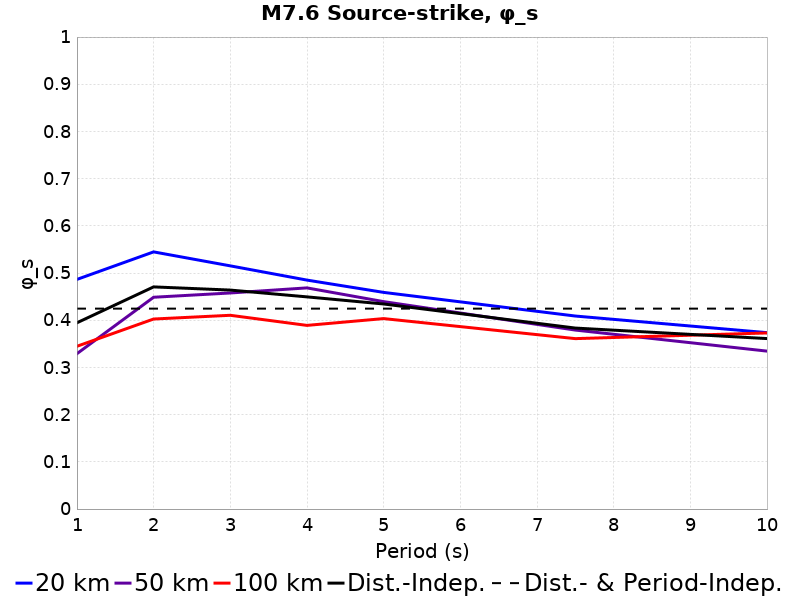 M7.6 Source-strike, φ_s
1
0.9
0.8
0.7
0.6
0.5
0.4
0.3
0.2
0.1
0
φ_s
1 2 3 4 5 6 7 8 9 10
Period (s)
20 km 50 km 100 km Dist.-Indep. Dist.- & Period-Indep.